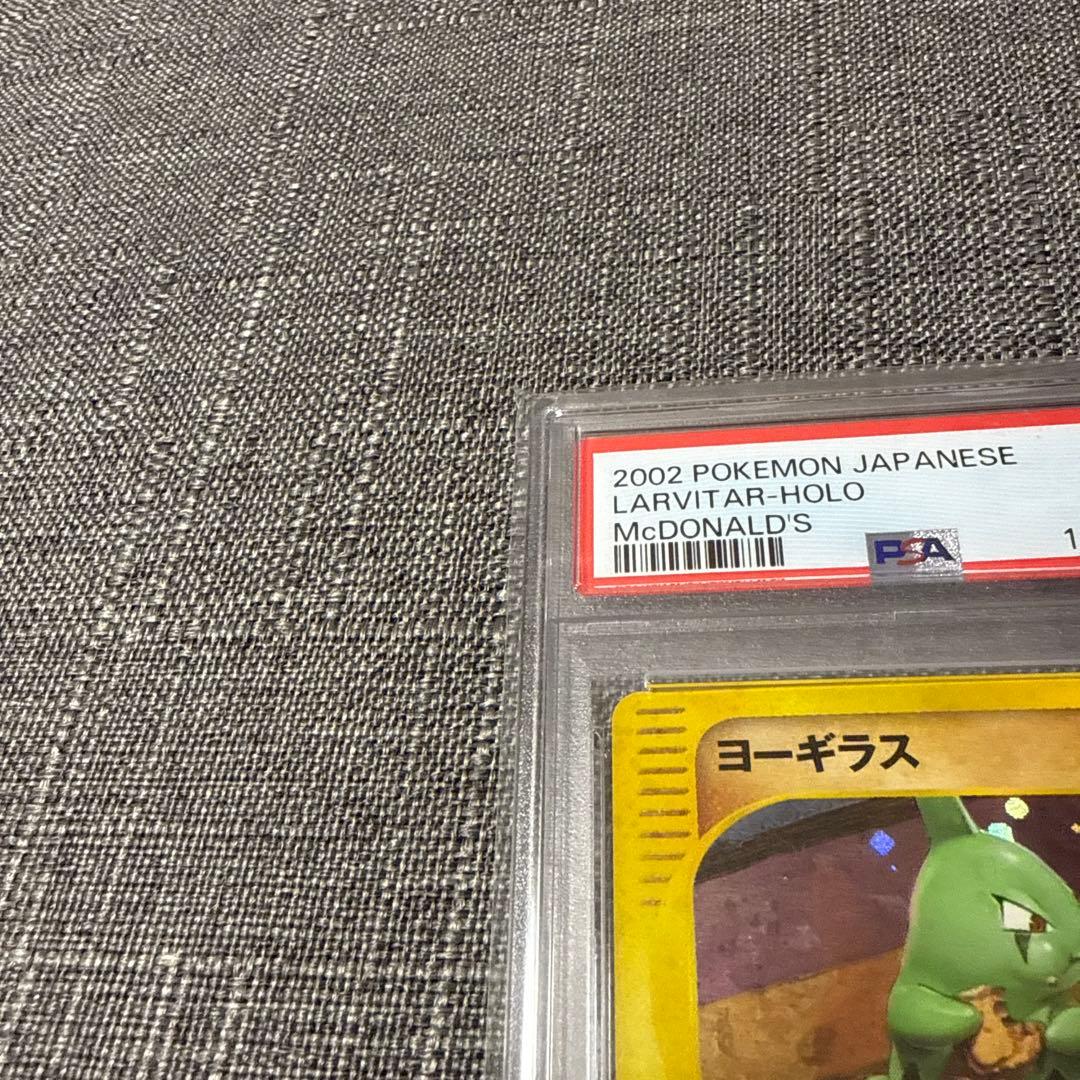 2002 POKEMON JAPANESE
LARVITAR-HOLO
McDONALD'S
PSA
ヨーギラス